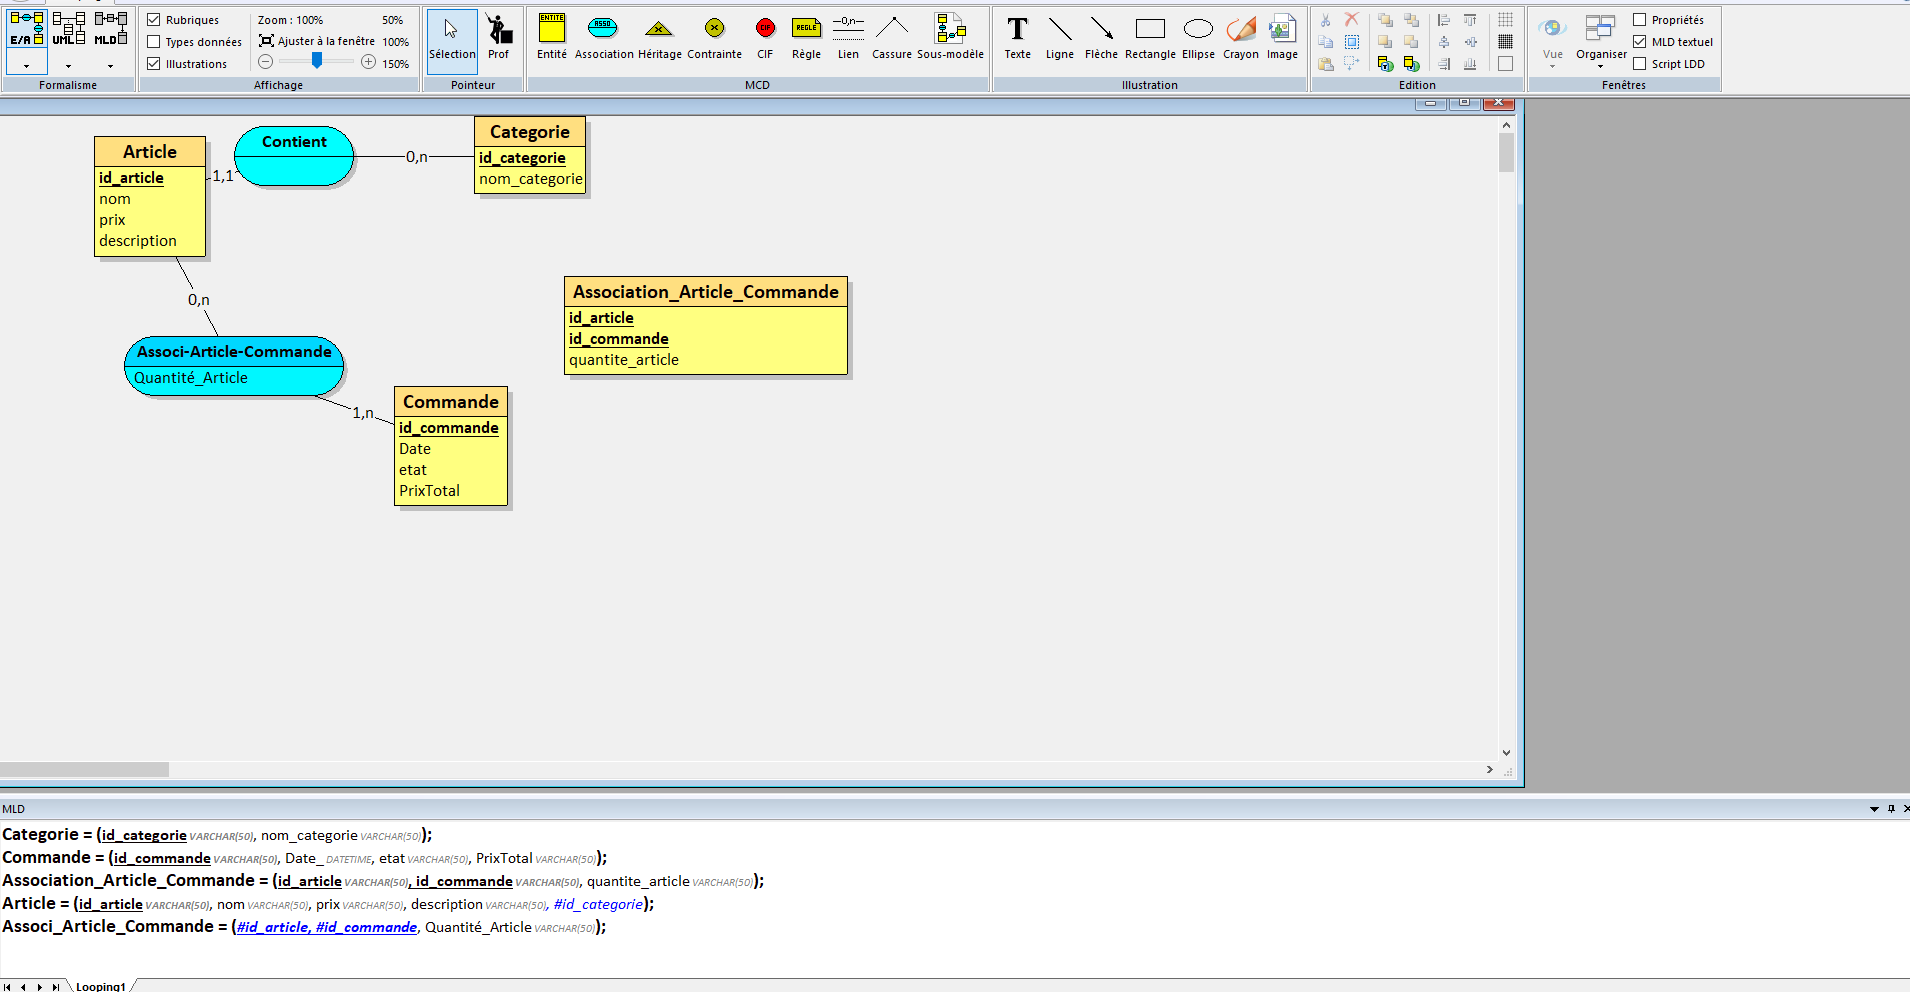 Rubriques
Types données
Illustrations
Zoom : 100%
50%
Ajuster à la fenêtre
100%
150%
E/A
UML
MLD
Sélection
Prof
ENTITE
Entité
ASSO
Association
Héritage
Contrainte
CIF
CIF
REGLE
Règle
—0,n—
Lien
Cassure
Sous-modèle
T
Texte
Ligne
Flèche
Rectangle
Ellipse
Crayon
Image
Vue
Organiser
Propriétés
MLD textuel
Script LDD
Formalisme
Affichage
Pointeur
MCD
Illustration
Edition
Fenêtres
Article
id_article
nom
prix
description
1,1
Contient
0,n
Categorie
id_categorie
nom_categorie
0,n
Associ-Article-Commande
Quantité_Article
1,n
Commande
id_commande
Date
etat
PrixTotal
Association_Article_Commande
id_article
id_commande
quantite_article
MLD
Categorie = (id_categorie VARCHAR(50), nom_categorie VARCHAR(50));
Commande = (id_commande VARCHAR(50), Date_ DATETIME, etat VARCHAR(50), PrixTotal VARCHAR(50));
Association_Article_Commande = (id_article VARCHAR(50), id_commande VARCHAR(50), quantite_article VARCHAR(50));
Article = (id_article VARCHAR(50), nom VARCHAR(50), prix VARCHAR(50), description VARCHAR(50), #id_categorie);
Associ_Article_Commande = (#id_article, #id_commande, Quantité_Article VARCHAR(50));
Looping1